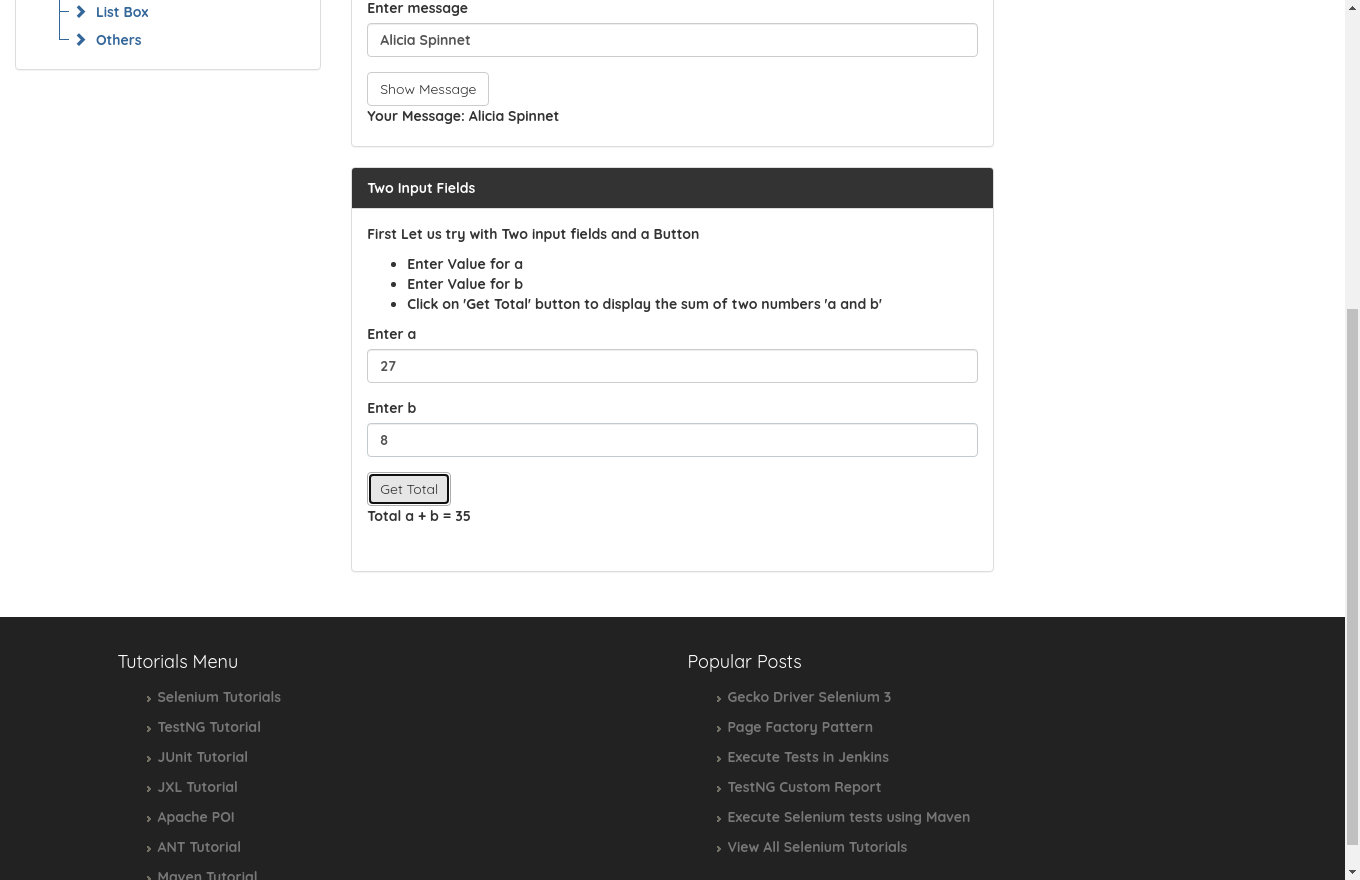 List Box
Others
Enter message
Alicia Spinnet
Show Message
Your Message: Alicia Spinnet
Two Input Fields
First Let us try with Two input fields and a Button
Enter Value for a
Enter Value for b
Click on 'Get Total' button to display the sum of two numbers 'a and b'
Enter a
27
Enter b
8
Get Total
Total a + b = 35
Tutorials Menu
Selenium Tutorials
TestNG Tutorial
JUnit Tutorial
JXL Tutorial
Apache POI
ANT Tutorial
Maven Tutorial
Popular Posts
Gecko Driver Selenium 3
Page Factory Pattern
Execute Tests in Jenkins
TestNG Custom Report
Execute Selenium tests using Maven
View All Selenium Tutorials